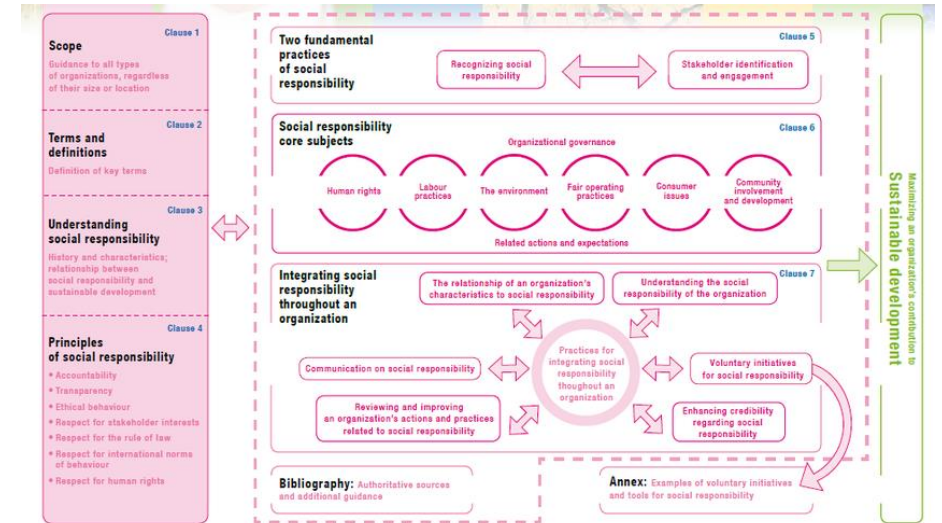 Clause 1
Scope
Guidance to all types
of organizations, regardless
of their size or location
Clause 2
Terms and
definitions
Definition of key terms
Clause 3
Understanding
social responsibility
History and characteristics;
relationship between
social responsibility and
sustainable development
Clause 4
Principles
of social responsibility
• Accountability
• Transparency
• Ethical behaviour
• Respect for stakeholder interests
• Respect for the rule of law
• Respect for international norms
of behaviour
• Respect for human rights
Clause 5
Two fundamental
practices
of social
responsibility
Recognizing social
responsibility
Stakeholder identification
and engagement
Clause 6
Social responsibility
core subjects
Organizational governance
Human rights
Labour
practices
The environment
Fair operating
practices
Consumer
issues
Community
involvement
and development
Related actions and expectations
Clause 7
Integrating social
responsibility
throughout an
organization
The relationship of an organization's
characteristics to social responsibility
Understanding the social
responsibility of the organization
Practices for
integrating social
responsibility
thoughout an
organization
Communication on social responsibility
Voluntary initiatives
for social responsibility
Reviewing and improving
an organization's actions and practices
related to social responsibility
Enhancing credibility
regarding social
responsibility
Bibliography: Authoritative sources
and additional guidance
Annex: Examples of voluntary initiatives
and tools for social responsibility
Maximizing an organization's contribution to
Sustainable development